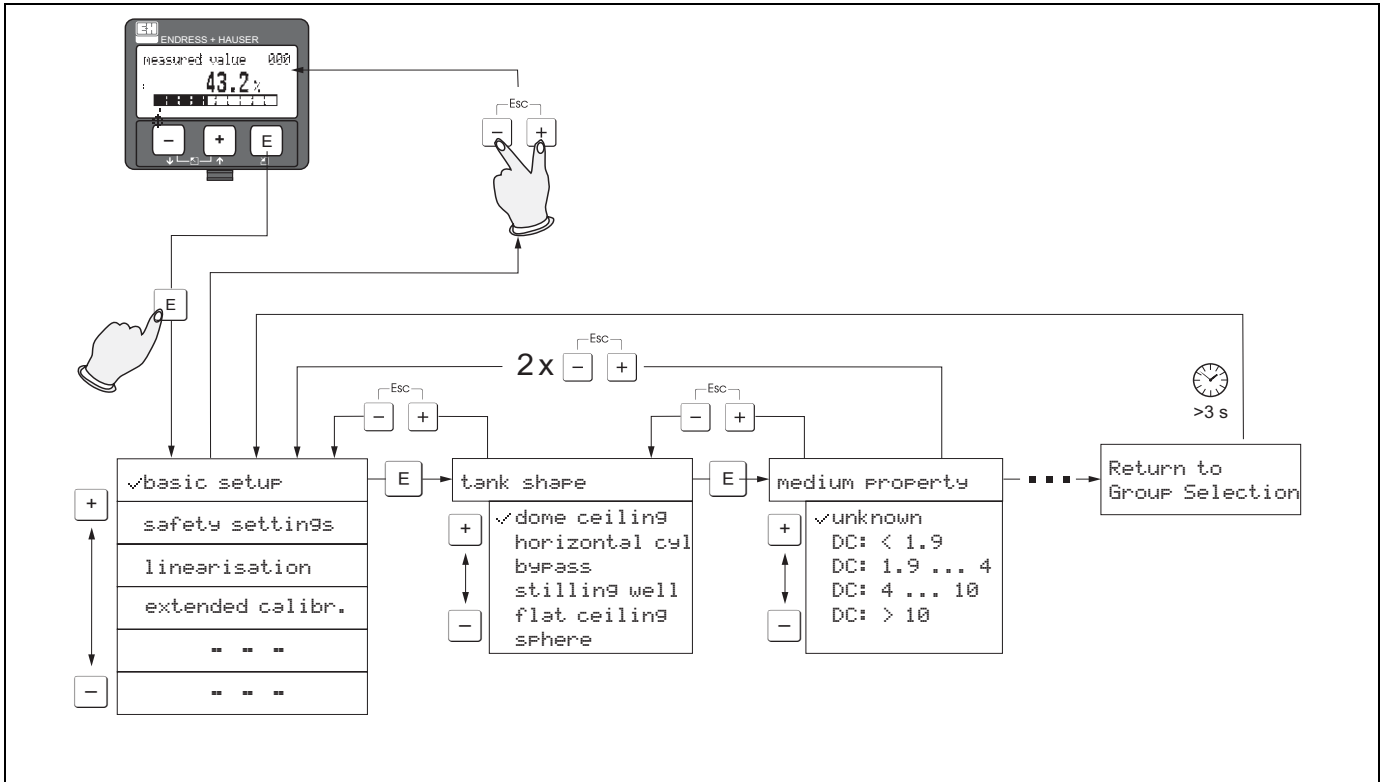 EH
ENDRESS + HAUSER
measured value 000
43.2 %
- + E
Esc
- +
E
Esc
2 x - +
Esc
- +
Esc
- +
>3 s
✓basic setup
E
tank shape
E
medium property
Return to
Group Selection
+
safety settings
linearisation
extended calibr.
- - -
- - -
-
+
✓dome ceiling
horizontal cyl
bypass
stilling well
flat ceiling
sphere
-
+
✓unknown
DC: < 1.9
DC: 1.9 ... 4
DC: 4 ... 10
DC: > 10
-